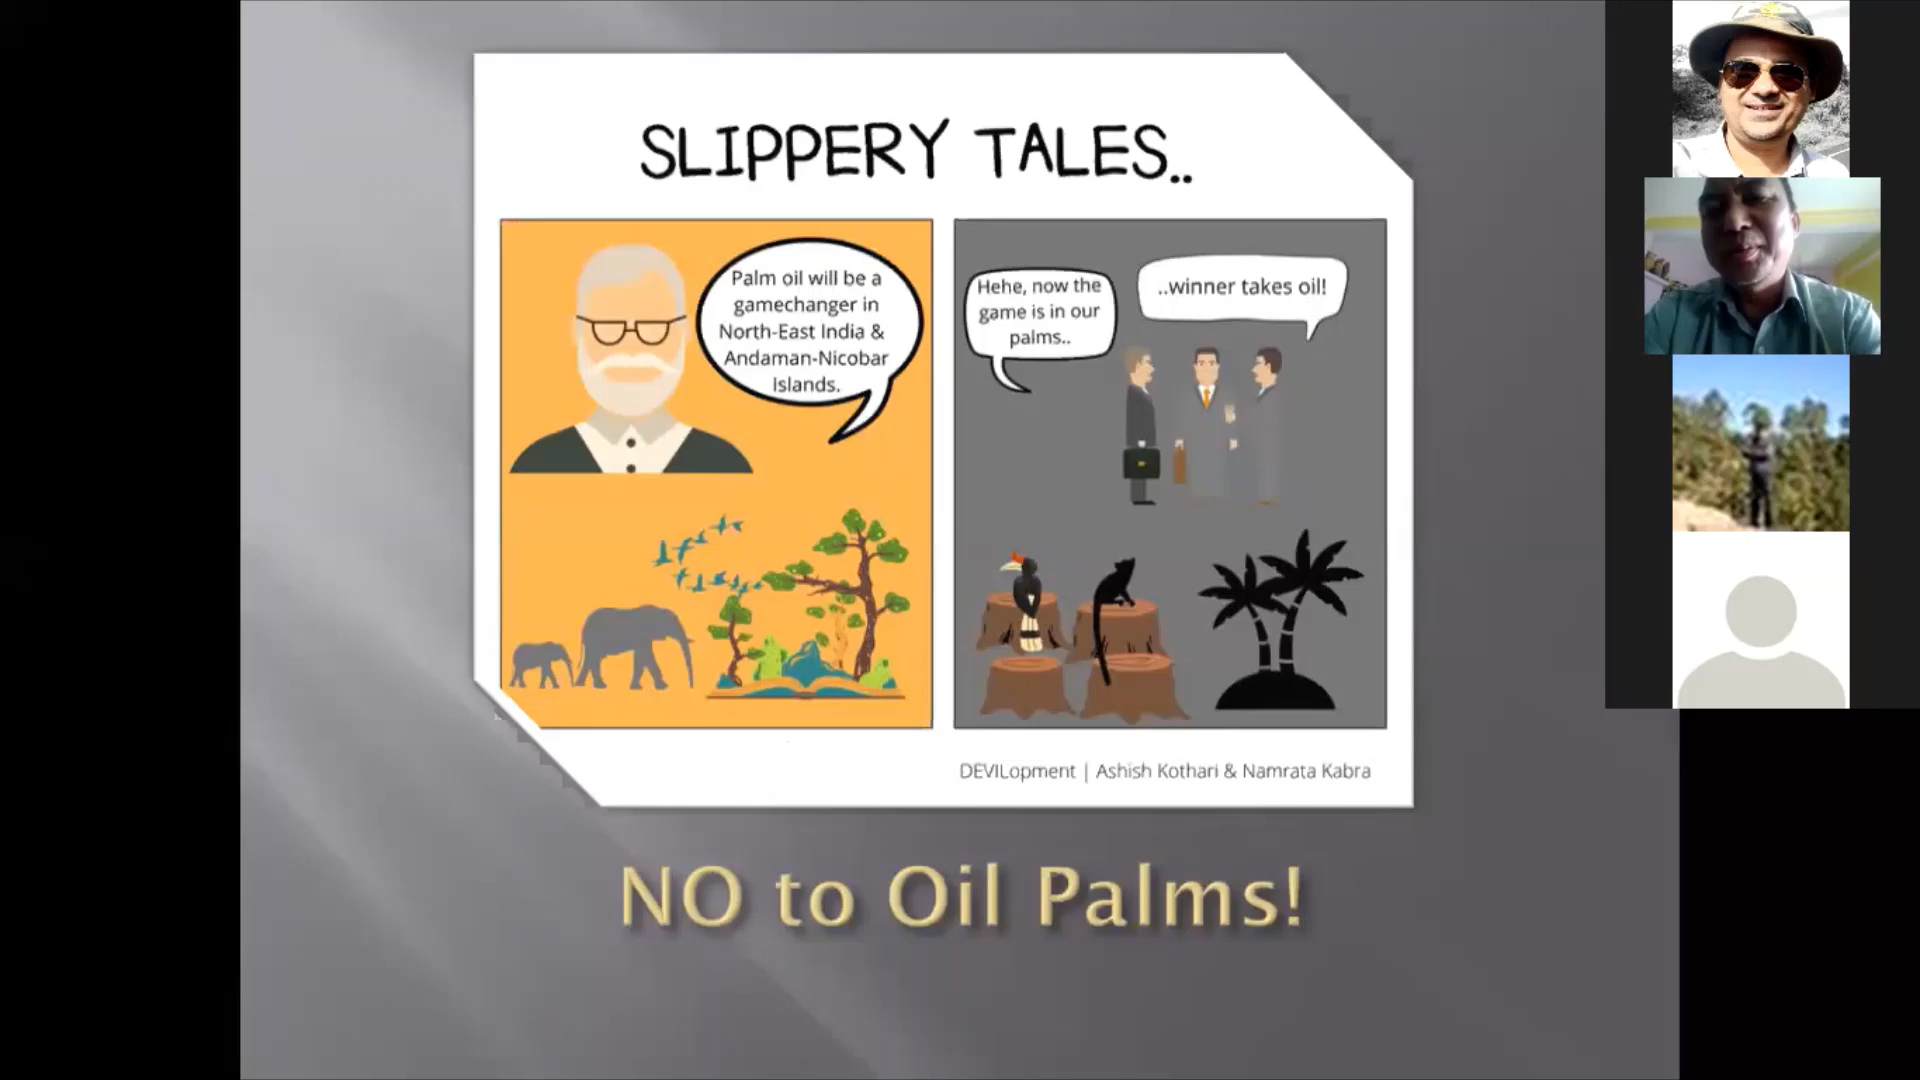 SLIPPERY TALES..
Palm oil will be a
gamechanger in
North-East India &
Andaman-Nicobar
Islands.
Hehe, now the
game is in our
palms..
..winner takes oil!
DEVILopment | Ashish Kothari & Namrata Kabra
NO to Oil Palms!